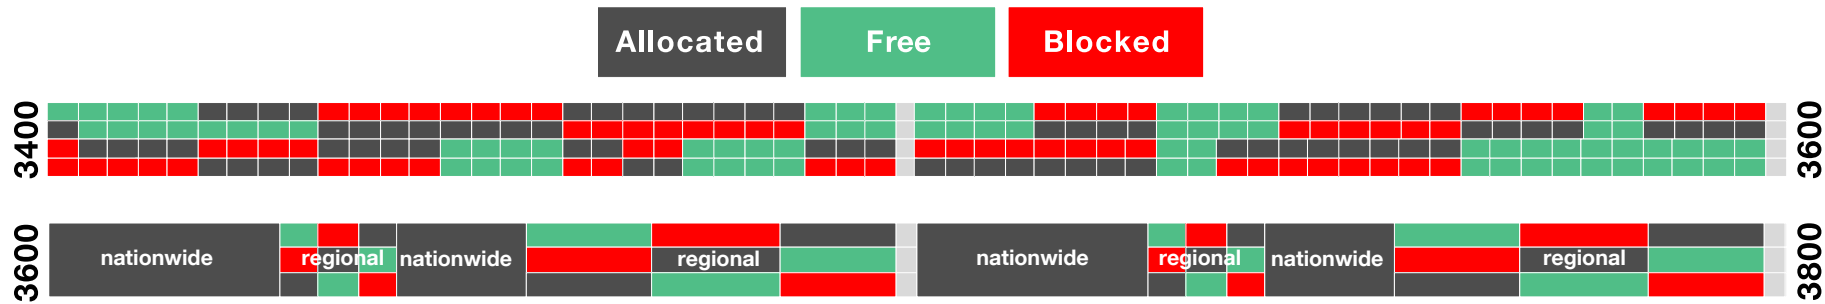 Allocated Free Blocked
3400 3600
3600 nationwide regional nationwide regional nationwide regional nationwide regional 3800